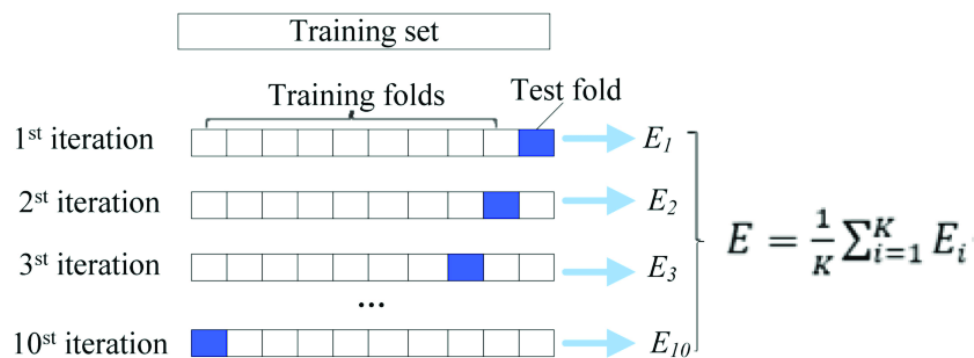 Training set
Training folds
Test fold
1st iteration
E1
2st iteration
E2
3st iteration
E3
...
10st iteration
E10
E = 1/K ∑_{i=1}^{K} E_i